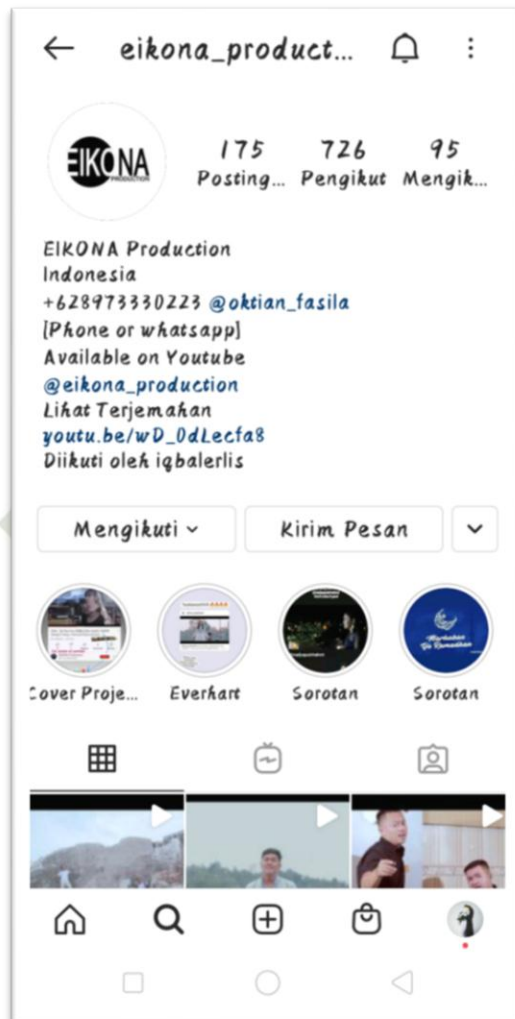 eikona_product...
EIKONA
PRODUCTION
175 726 95
Posting... Pengikut Mengik...
EIKONA Production
Indonesia
+628973330223 @oktian_fasila
[Phone or whatsapp]
Available on Youtube
@eikona_production
Lihat Terjemahan
youtu.be/wD_0dLecfa8
Diikuti oleh iqbalerlis
Mengikuti
Kirim Pesan
Cover Proje... Everhart Sorotan Sorotan